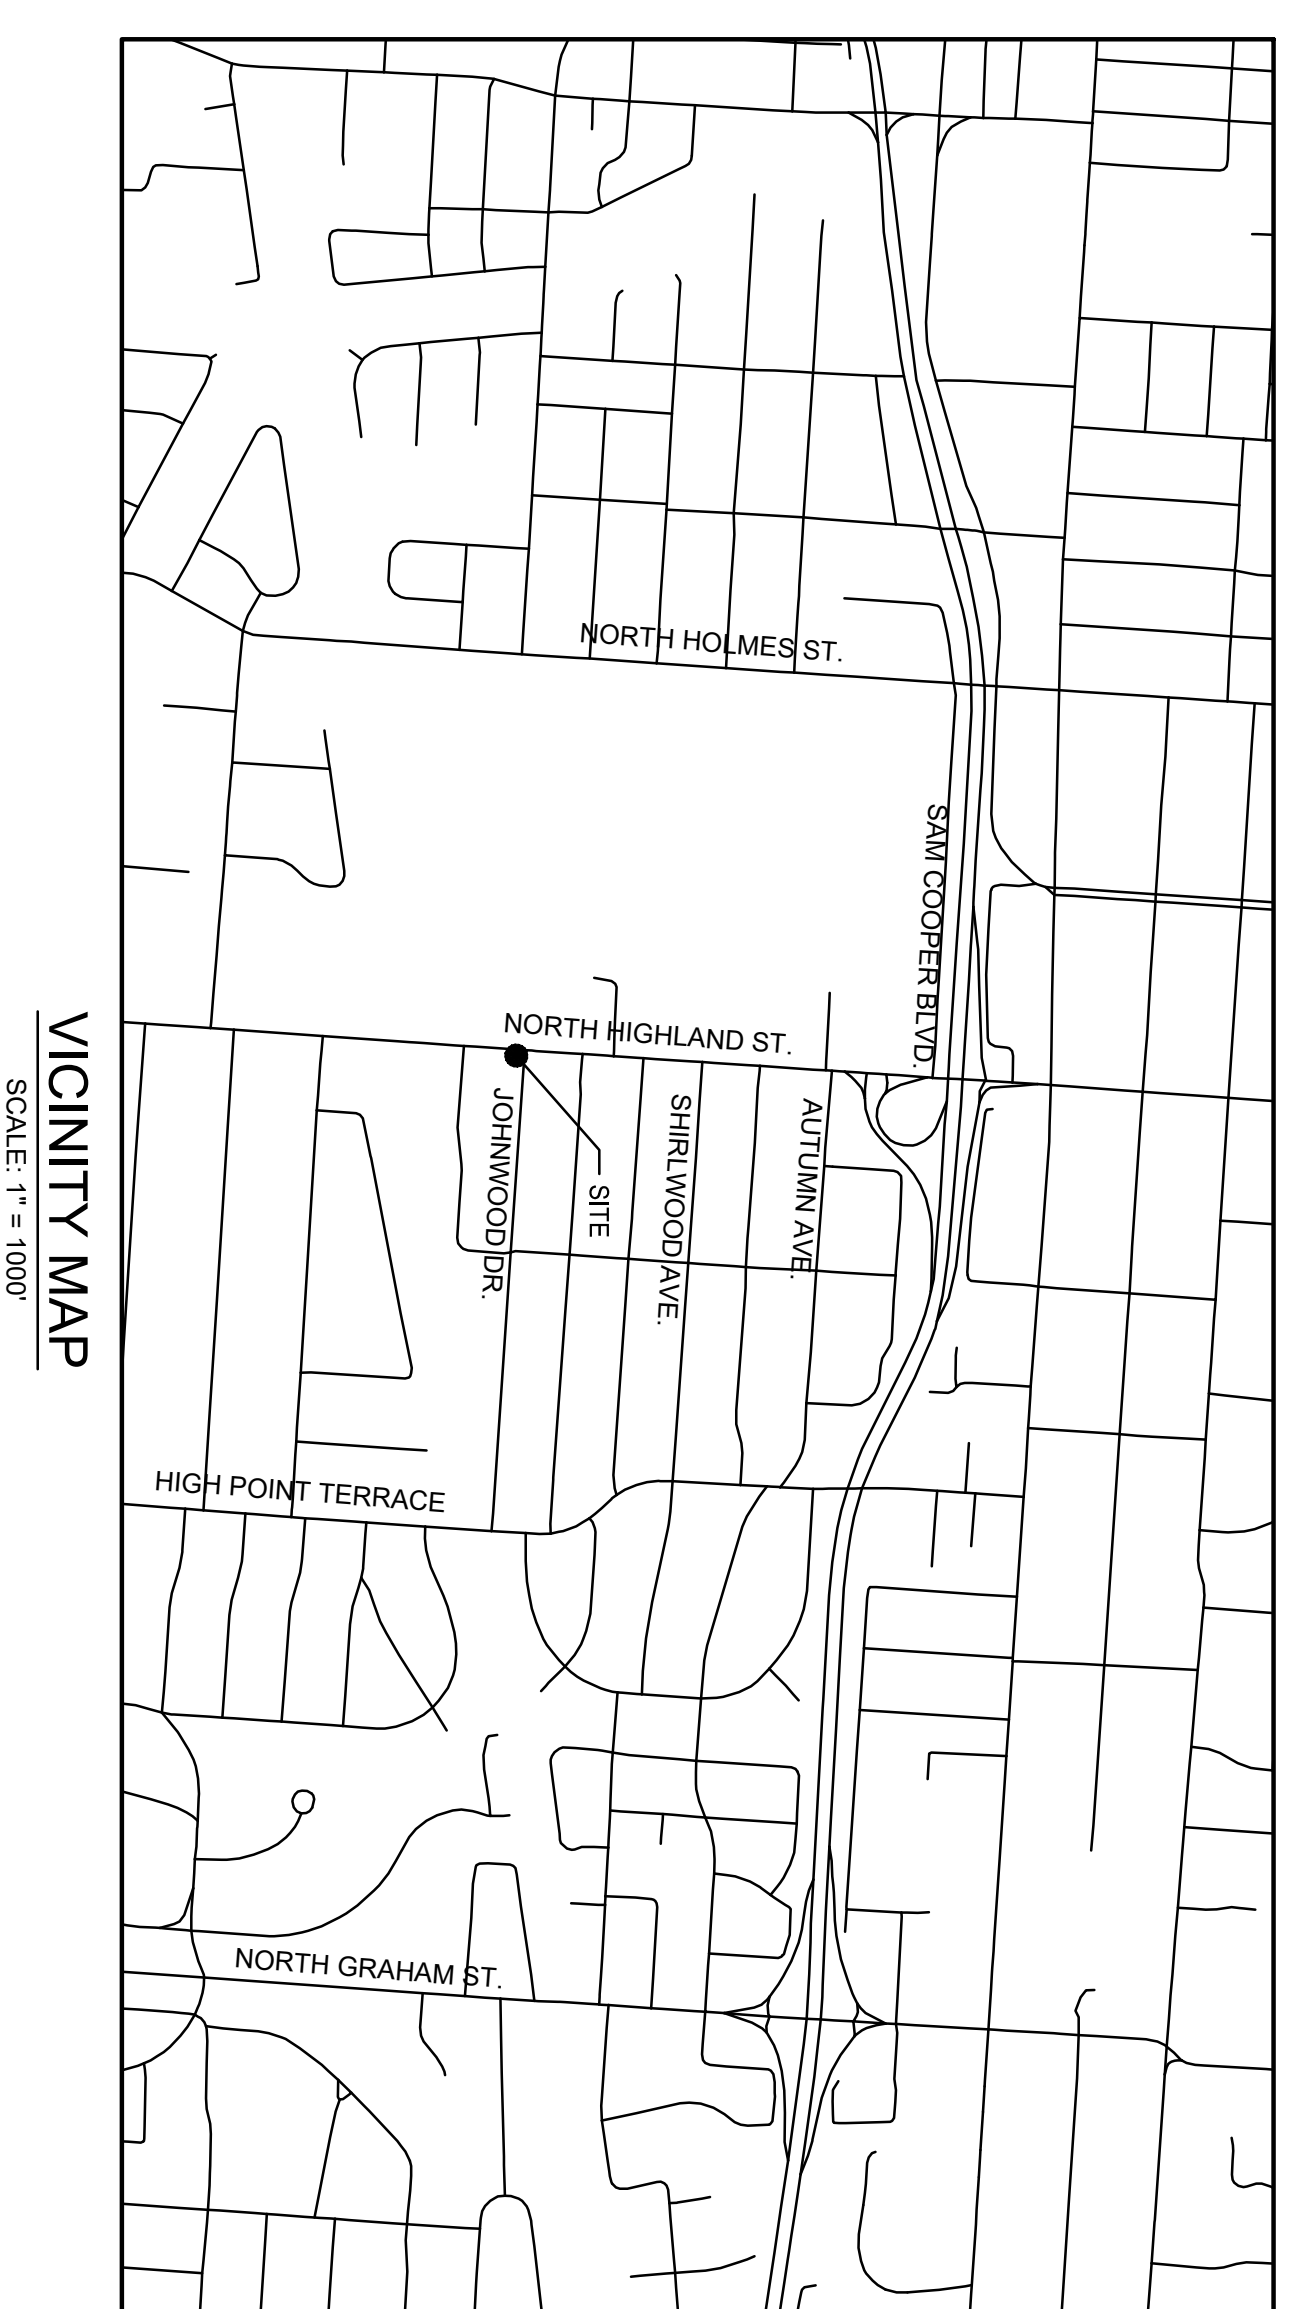 NORTH HOLMES ST.
SAM COOPER BLVD.
NORTH HIGHLAND ST.
JOHNWOOD DR.
SITE
SHIRLWOOD AVE.
AUTUMN AVE.
HIGH POINT TERRACE
NORTH GRAHAM ST.
VICINITY MAP
SCALE: 1" = 1000'